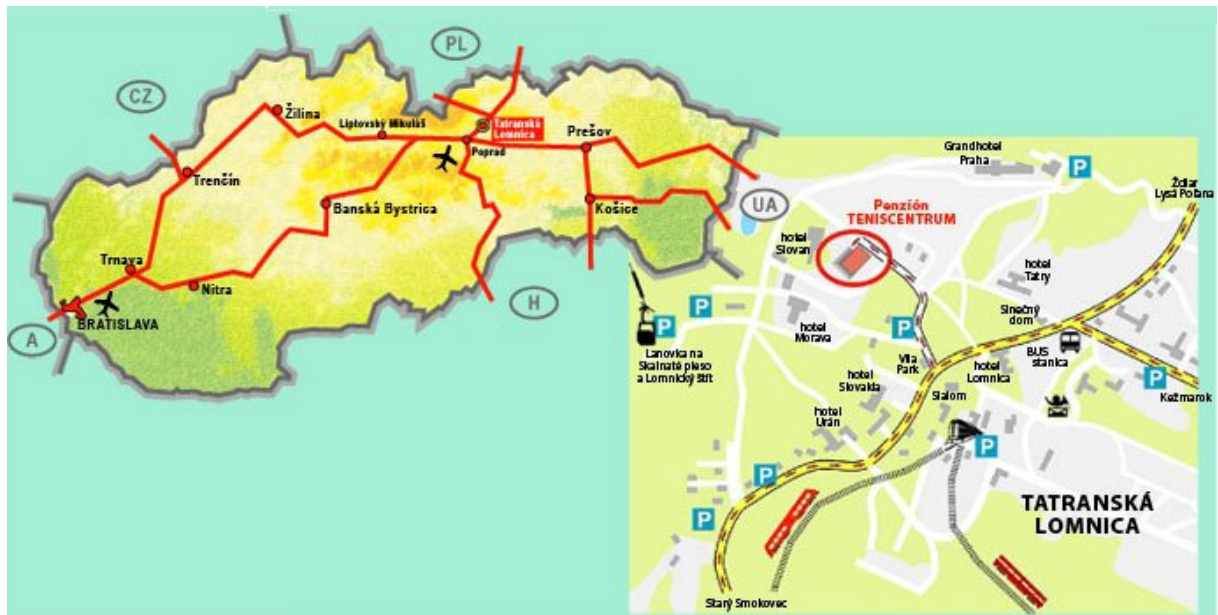 PL
CZ
Žilina
Liptovský Mikuláš
Tatranská
Lomnica
Poprad
Prešov
Trenčín
Banská Bystrica
Košice
UA
Trnava
Nitra
H
BRATISLAVA
A
Grandhotel
Praha
P
Ždiar
Lysá Poľana
Penzión
TENISCENTRUM
hotel
Slovan
hotel
Tatry
P
P
hotel
Morava
P
Slnečný
dom
BUS
stanica
Lanovka na
Skalnaté pleso
a Lomnický štít
Vila
Park
hotel
Lomnica
P
Kežmarok
hotel
Slovakia
Slalom
hotel
Urán
P
P
P
TATRANSKÁ
LOMNICA
Starý Smokovec